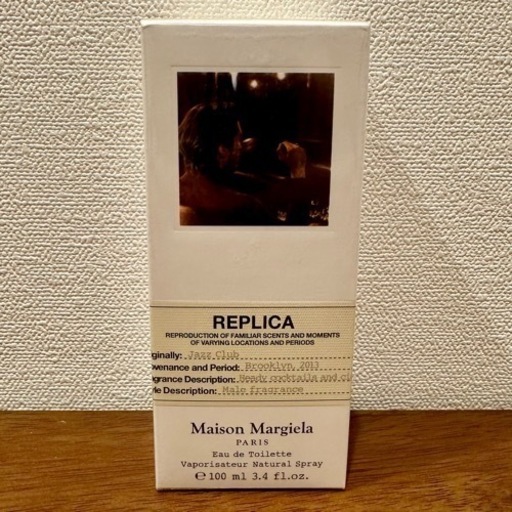 REPLICA
REPRODUCTION OF FAMILIAR SCENTS AND MOMENTS
OF VARYING LOCATIONS AND PERIODS
iginally: Jazz Club
ovenance and Period: Brooklyn, 2013
agrance Description: Heady cocktails and ci
yle Description: Male fragrance
Maison Margiela
PARIS
Eau de Toilette
Vaporisateur Natural Spray
℮ 100 ml 3.4 fl.oz.